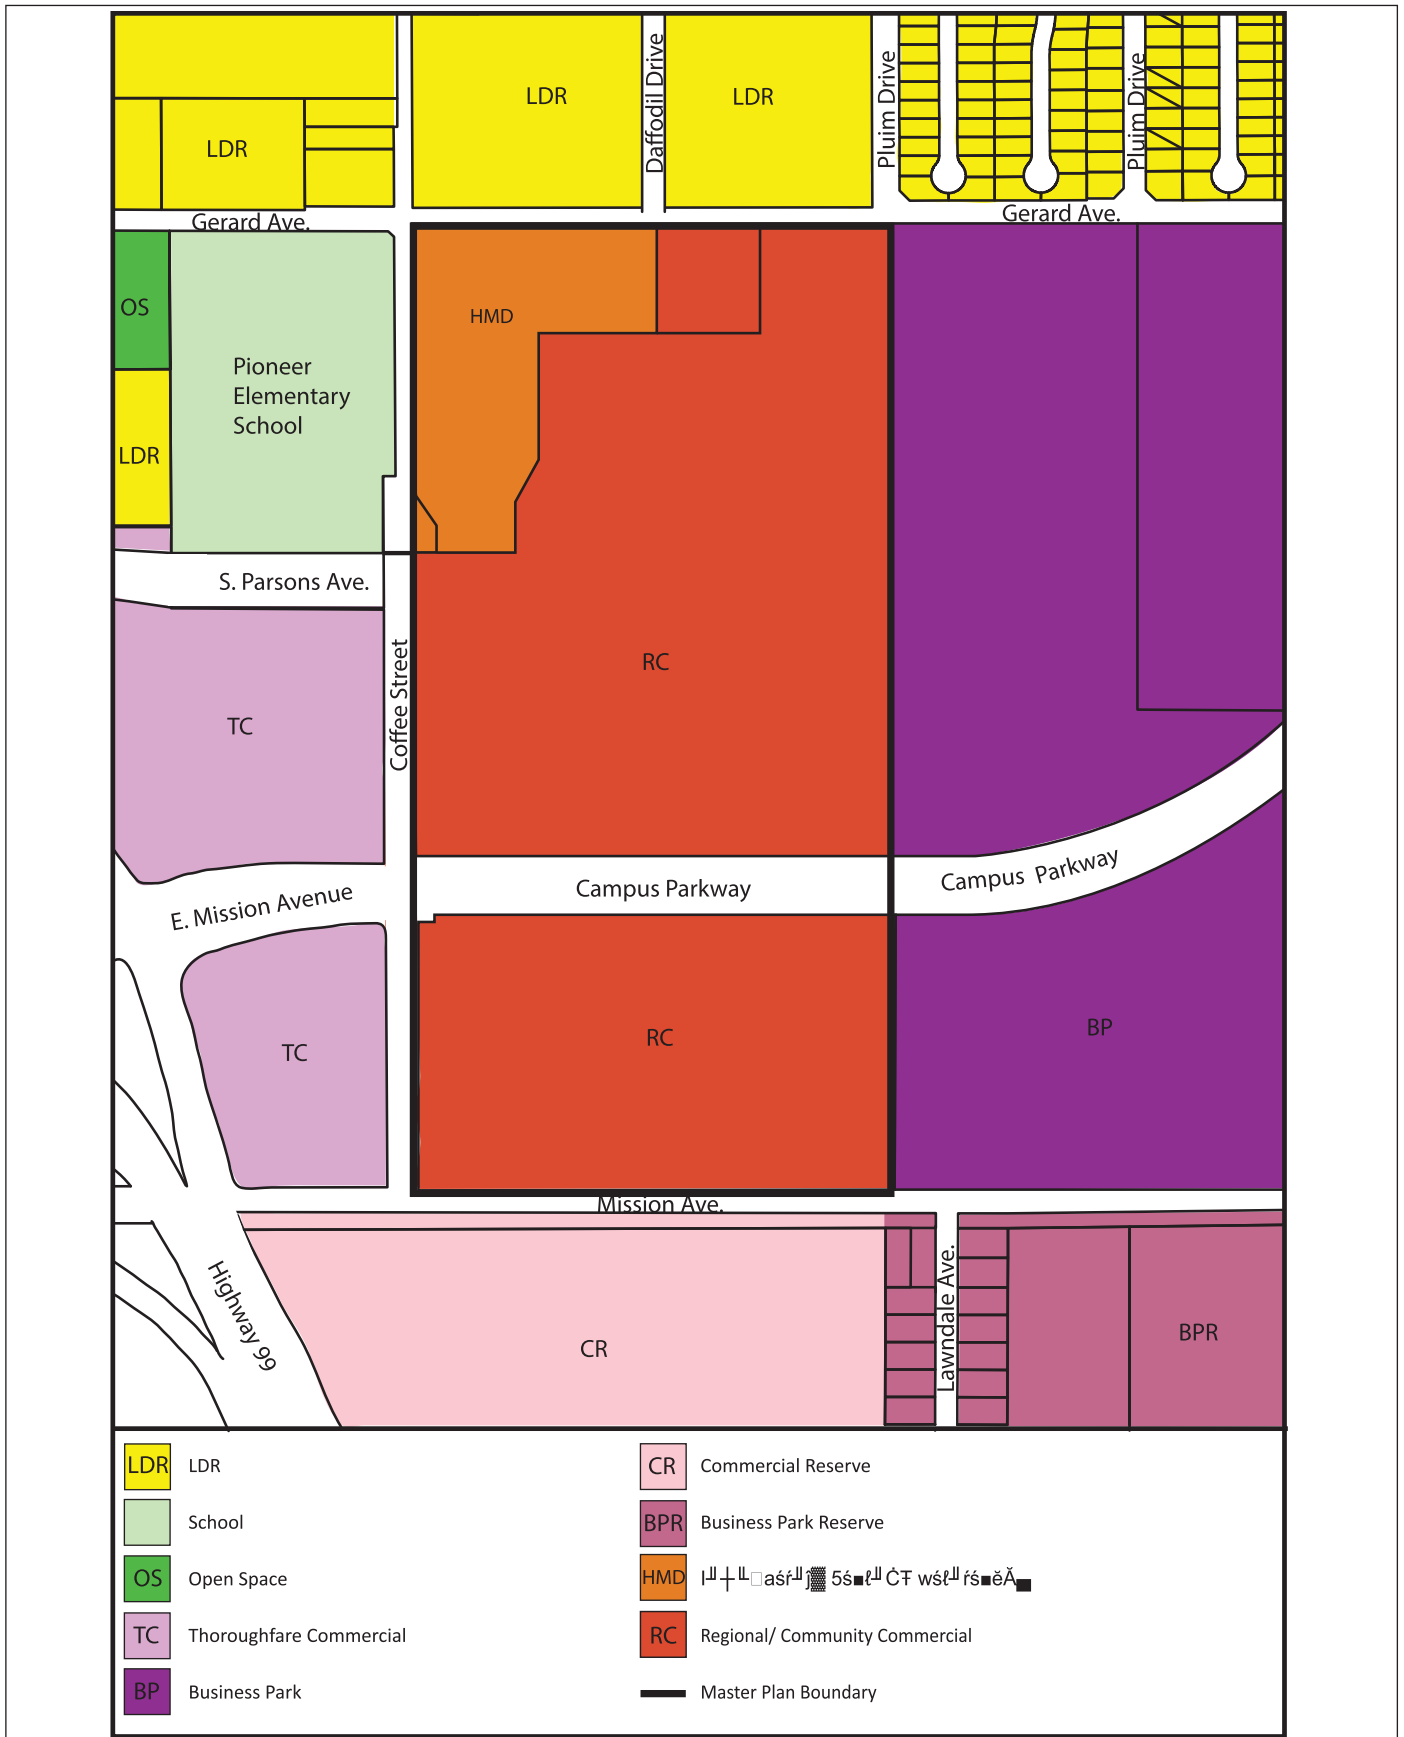 LDR
LDR
LDR
Daffodil Drive
Pluim Drive
Pluim Drive
Gerard Ave.
Gerard Ave.
OS
LDR
Pioneer
Elementary
School
HMD
S. Parsons Ave.
TC
Coffee Street
RC
E. Mission Avenue
Campus Parkway
Campus Parkway
TC
RC
BP
Mission Ave.
Highway 99
CR
Lawndale Ave.
BPR
LDR LDR
School
OS Open Space
TC Thoroughfare Commercial
BP Business Park
CR Commercial Reserve
BPR Business Park Reserve
HMD
RC Regional/ Community Commercial
Master Plan Boundary